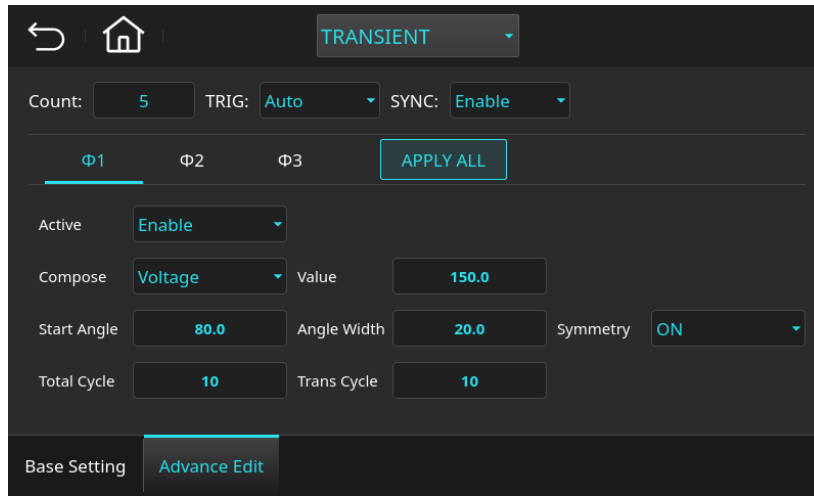 TRANSIENT
Count: 5 TRIG: Auto SYNC: Enable
Φ1 Φ2 Φ3 APPLY ALL
Active Enable
Compose Voltage Value 150.0
Start Angle 80.0 Angle Width 20.0 Symmetry ON
Total Cycle 10 Trans Cycle 10
Base Setting Advance Edit